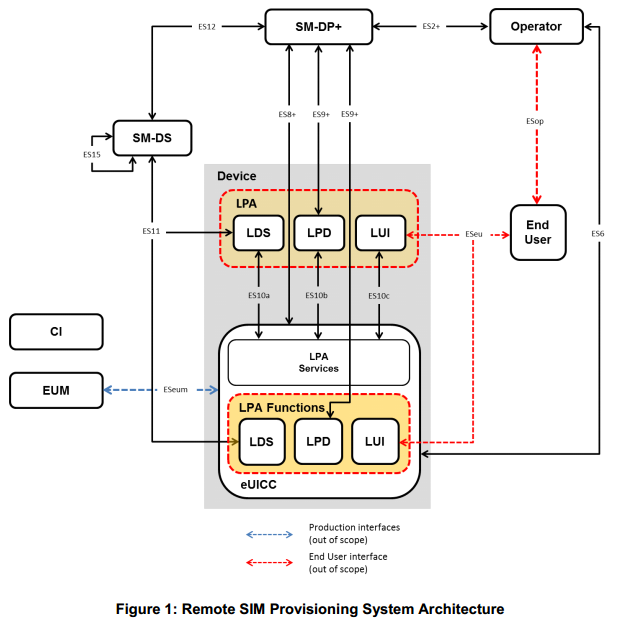 ES12
SM-DP+
ES2+
Operator
ES8+
ES9+
ES9+
ESop
SM-DS
ES15
Device
LPA
ES11
LDS
LPD
LUI
ESeu
End
User
ES6
ES10a
ES10b
ES10c
CI
LPA
Services
EUM
ESeum
LPA Functions
LDS
LPD
LUI
eUICC
Production interfaces
(out of scope)
End User interface
(out of scope)
Figure 1: Remote SIM Provisioning System Architecture